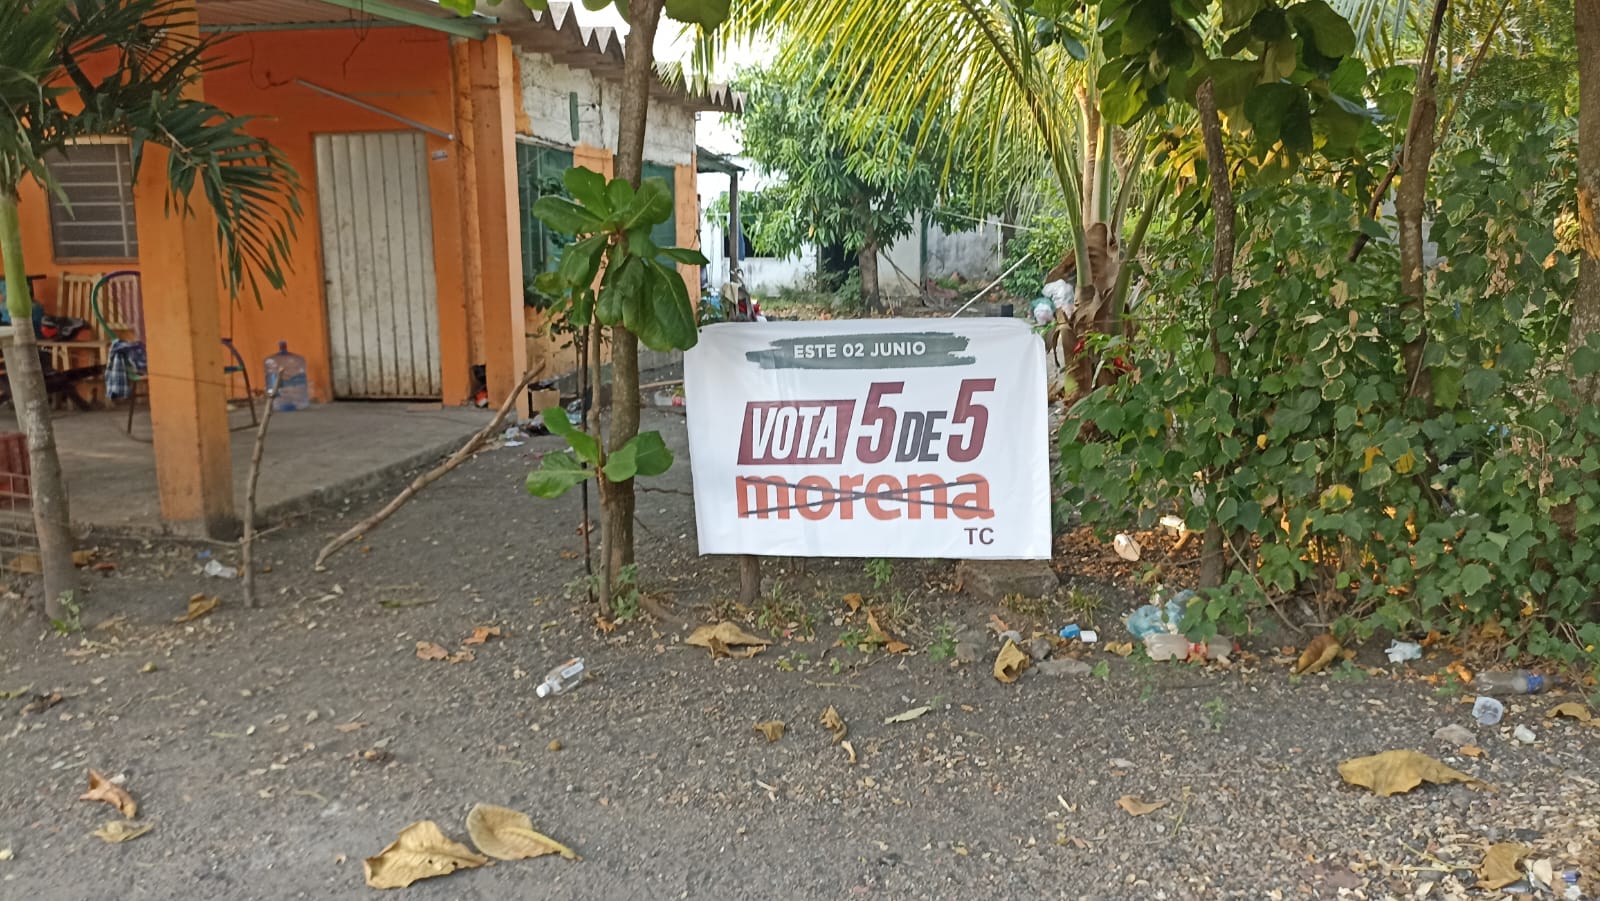 ESTE 02 JUNIO
VOTA 5 DE 5
morena
TC